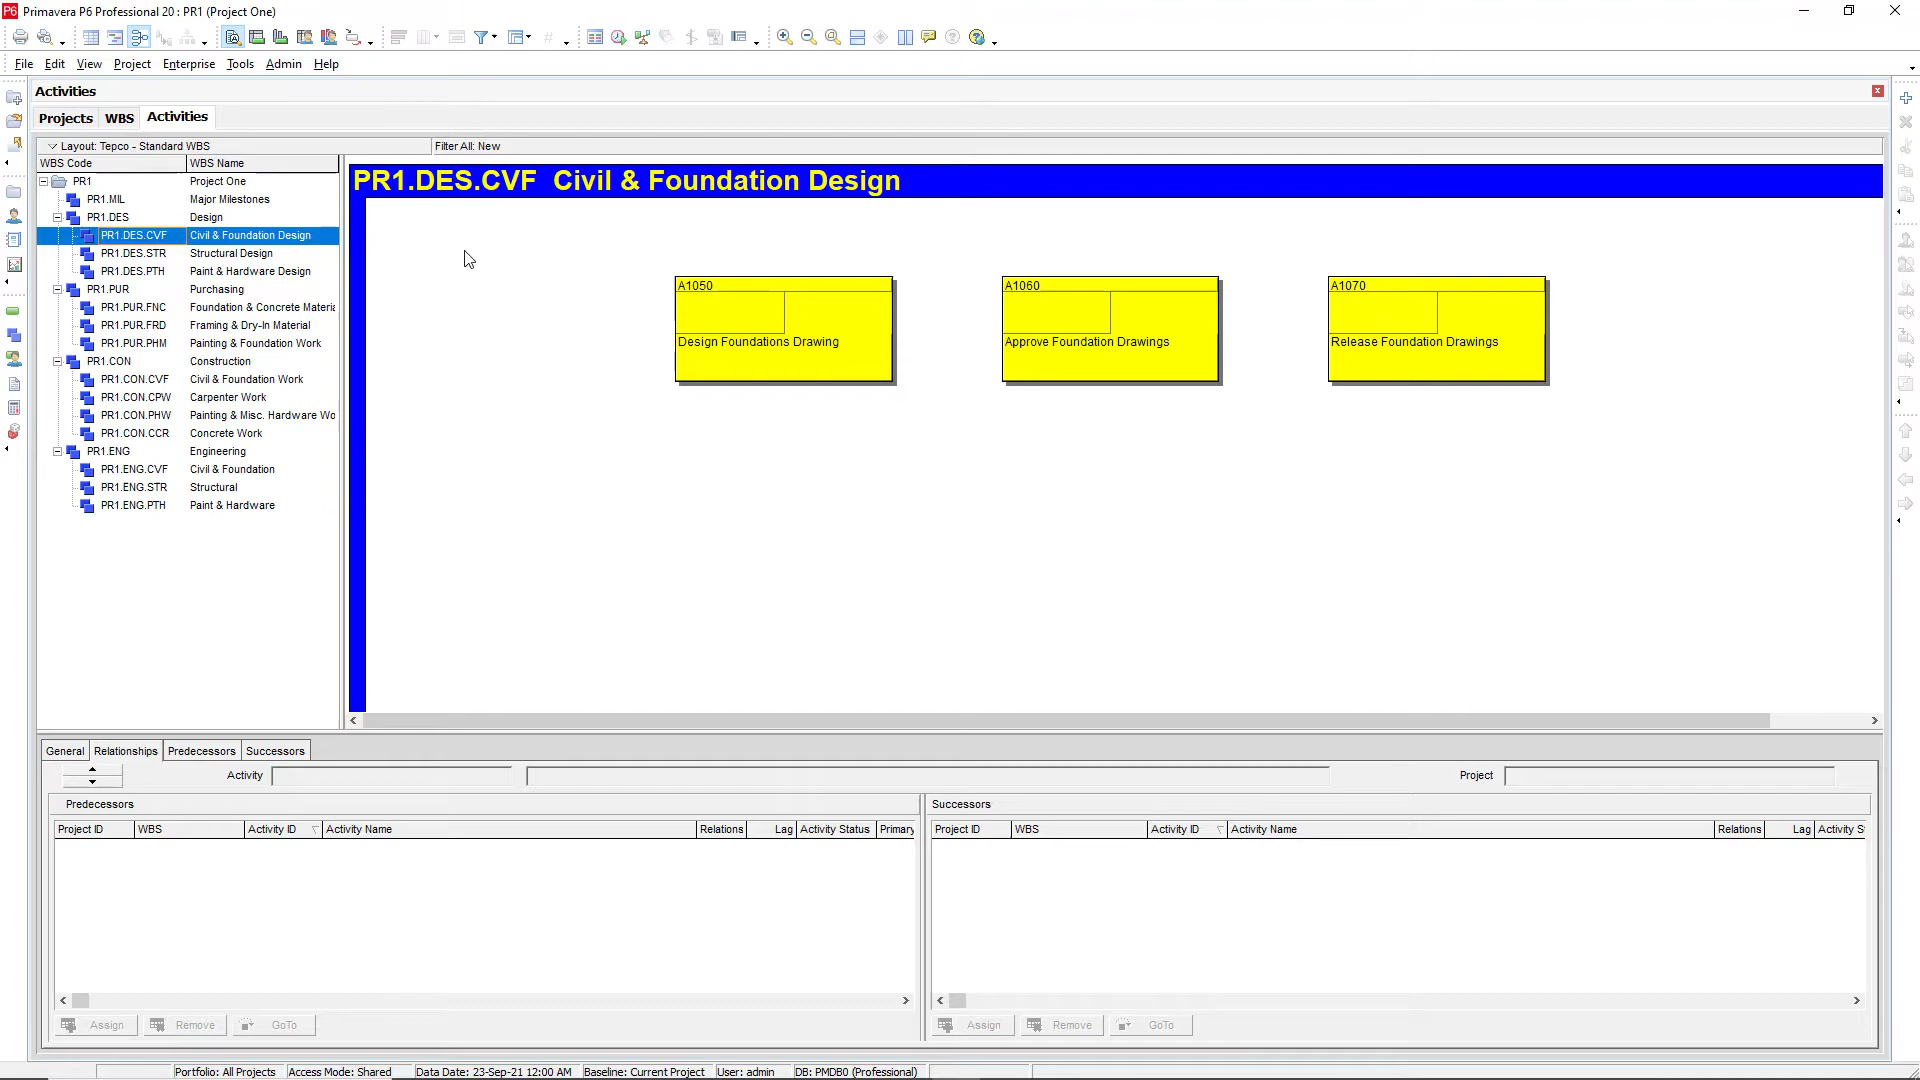 Primavera P6 Professional 20 : PR1 (Project One)
File Edit View Project Enterprise Tools Admin Help
Activities
Projects WBS Activities
Layout: Tepco - Standard WBS
Filter All: New
WBS Code WBS Name
PR1 Project One
PR1.MIL Major Milestones
PR1.DES Design
PR1.DES.CVF Civil & Foundation Design
PR1.DES.STR Structural Design
PR1.DES.PTH Paint & Hardware Design
PR1.PUR Purchasing
PR1.PUR.FNC Foundation & Concrete Materia
PR1.PUR.FRD Framing & Dry-In Material
PR1.PUR.PHM Painting & Foundation Work
PR1.CON Construction
PR1.CON.CVF Civil & Foundation Work
PR1.CON.CPW Carpenter Work
PR1.CON.PHW Painting & Misc. Hardware Wo
PR1.CON.CCR Concrete Work
PR1.ENG Engineering
PR1.ENG.CVF Civil & Foundation
PR1.ENG.STR Structural
PR1.ENG.PTH Paint & Hardware
PR1.DES.CVF Civil & Foundation Design
A1050
Design Foundations Drawing
A1060
Approve Foundation Drawings
A1070
Release Foundation Drawings
General Relationships Predecessors Successors
Activity
Project
Predecessors
Project ID WBS Activity ID Activity Name Relations Lag Activity Status Primary
Assign Remove GoTo
Successors
Project ID WBS Activity ID Activity Name Relations Lag Activity S
Assign Remove GoTo
Portfolio: All Projects Access Mode: Shared Data Date: 23-Sep-21 12:00 AM Baseline: Current Project User: admin DB: PMDB0 (Professional)